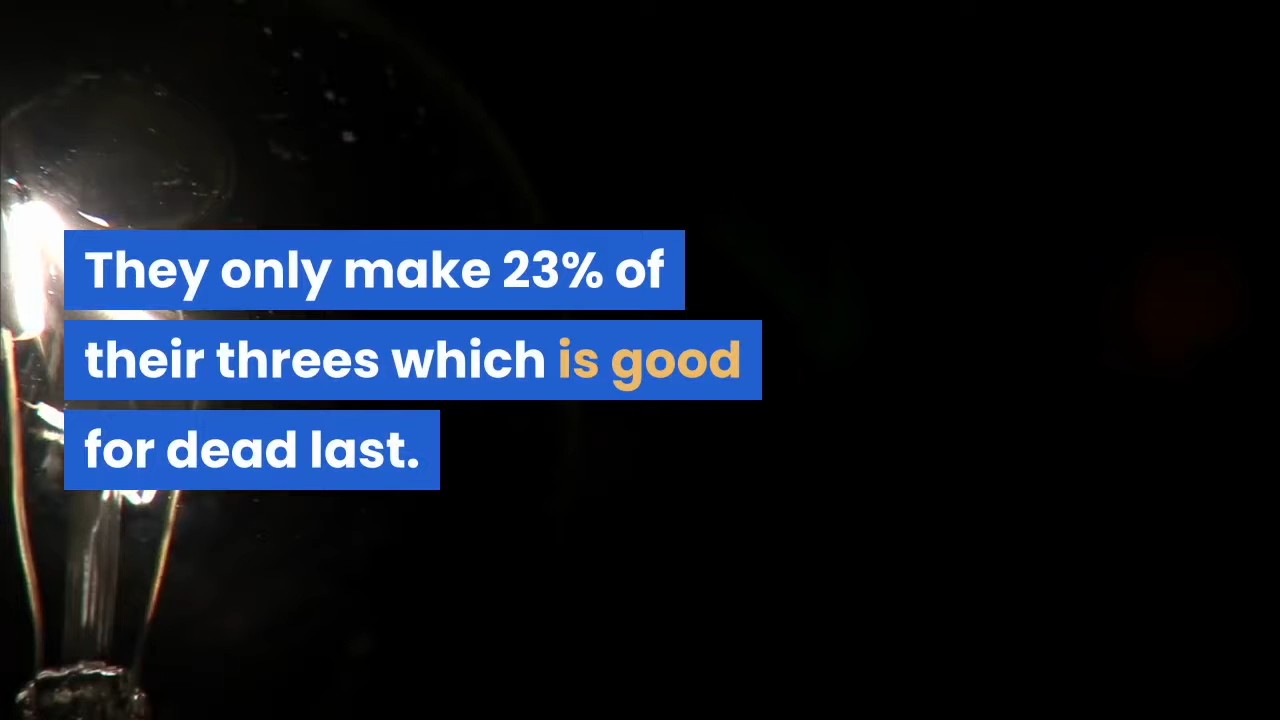 They only make 23% of
their threes which is good
for dead last.